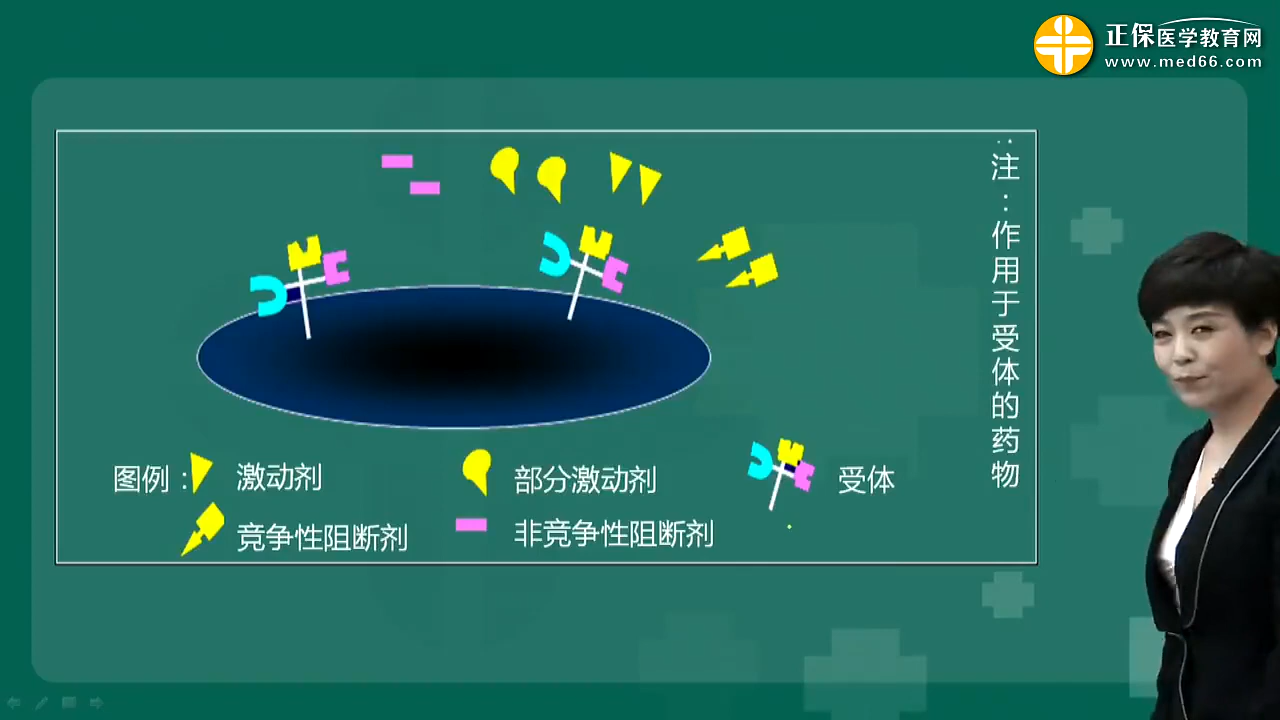 正保医学教育网
www.med66.com
注：作用于受体的药物
图例：
激动剂
部分激动剂
受体
竞争性阻断剂
非竞争性阻断剂